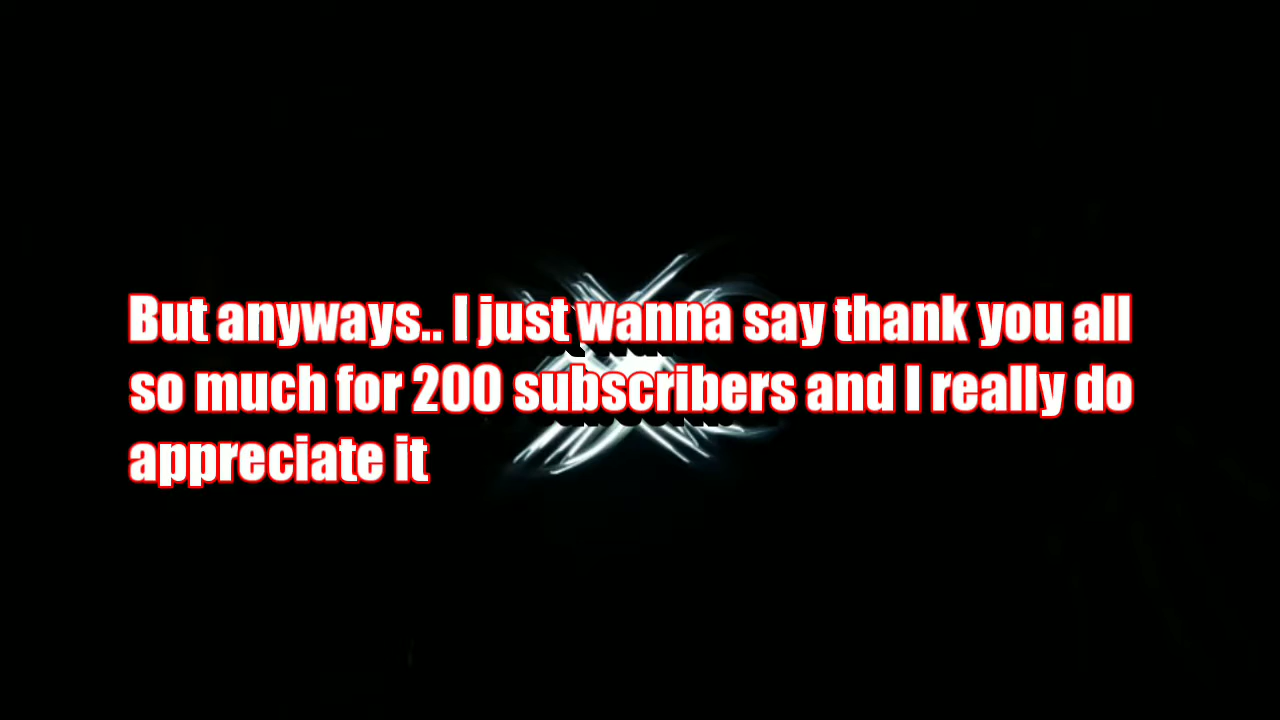 But anyways.. I just wanna say thank you all
so much for 200 subscribers and I really do
appreciate it